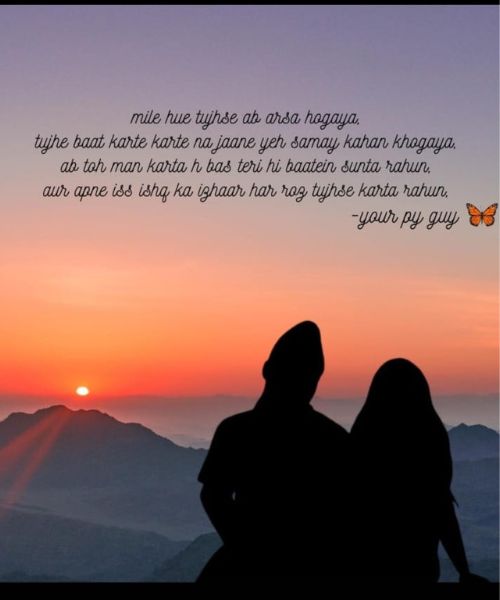 mile hue tujhse ab arsa hogaya,
tujhe baat karte karte na jaane yeh samay kahan khogaya,
ab toh man karta h bas teri hi baatein sunta rahun,
aur apne iss ishq ka izhaar har roz tujhse karta rahun,
-your py guy 🦋